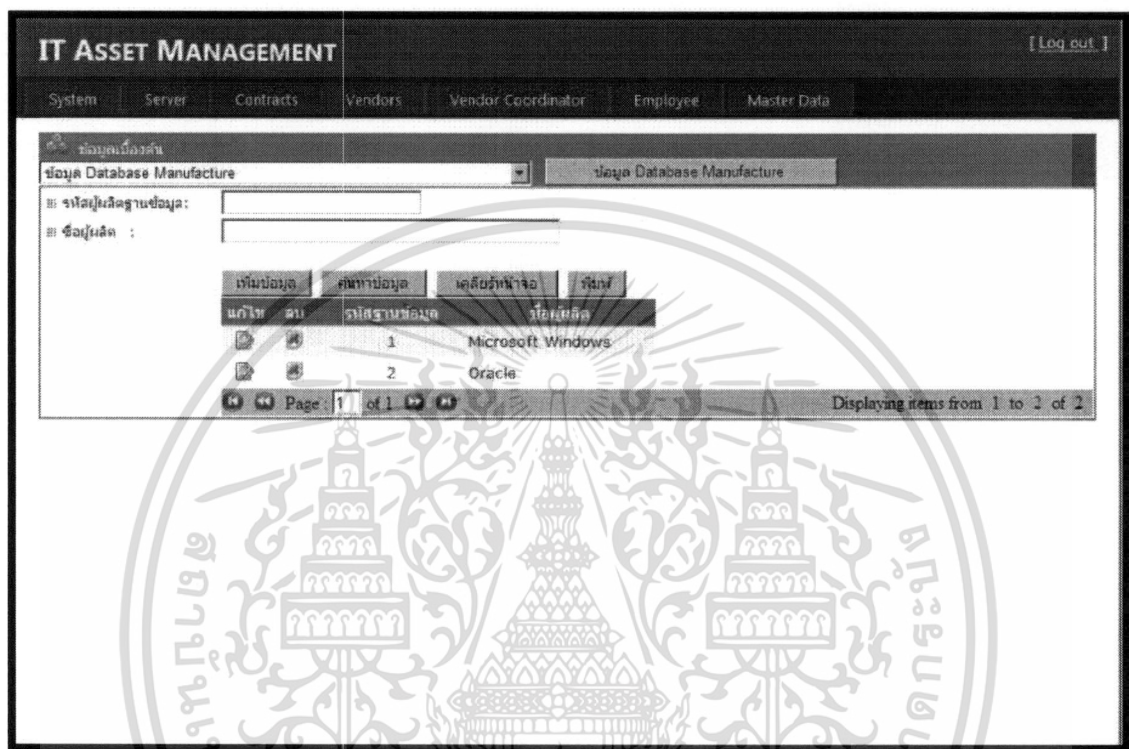 IT ASSET MANAGEMENT
[ Log out ]
System Server Contracts Vendors Vendor Coordinator Employee Master Data
ข้อมูลเบื้องต้น
ข้อมูล Database Manufacture ข้อมูล Database Manufacture
รหัสผู้ผลิตฐานข้อมูล:
ชื่อผู้ผลิต :
เพิ่มข้อมูล ค้นหาข้อมูล เคลียร์หน้าจอ พิมพ์
แก้ไข ลบ รหัสฐานข้อมูล ชื่อผู้ผลิต
1 Microsoft Windows
2 Oracle
Page : 1 of 1 Displaying items from 1 to 2 of 2